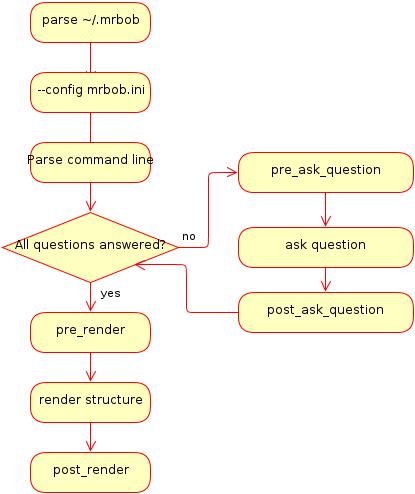 parse ~/.mrbob
--config mrbob.ini
Parse command line
All questions answered?
no
pre_ask_question
ask question
post_ask_question
yes
pre_render
render structure
post_render